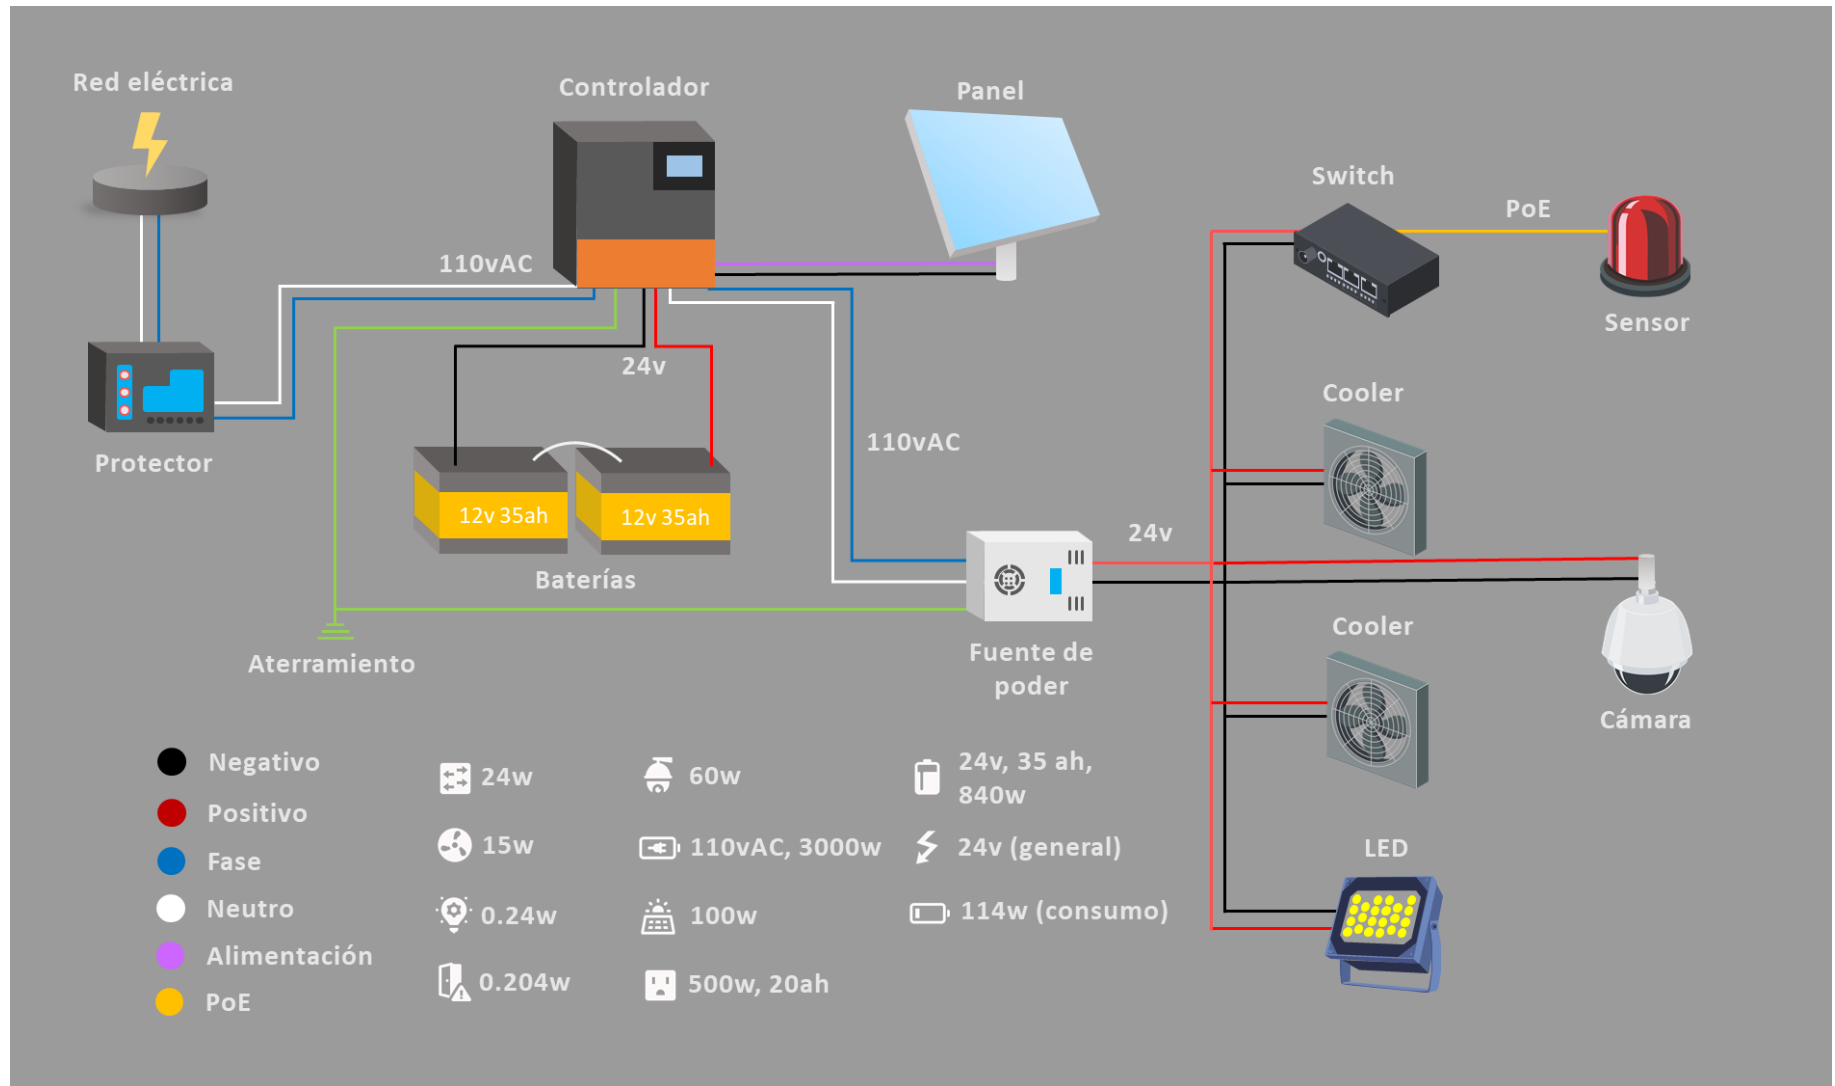 Red eléctrica
Controlador
Panel
Switch
PoE
Sensor
110vAC
24v
Cooler
Protector
110vAC
12v 35ah
12v 35ah
Baterías
24v
Aterramiento
Fuente de
poder
Cooler
Cámara
LED
Negativo
Positivo
Fase
Neutro
Alimentación
PoE
24w
15w
0.24w
0.204w
60w
110vAC, 3000w
100w
500w, 20ah
24v, 35 ah,
840w
24v (general)
114w (consumo)